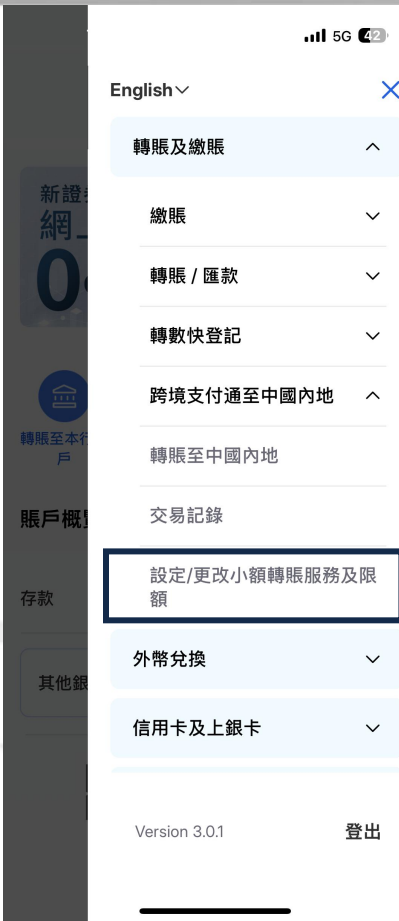 5G 42
English
轉賬及繳賬
新證
網上
繳賬
0
轉賬 / 匯款
轉數快登記
跨境支付通至中國內地
轉賬至本行
戶
轉賬至中國內地
賬戶概覽
交易記錄
設定/更改小額轉賬服務及限
額
存款
外幣兌換
其他銀
信用卡及上銀卡
Version 3.0.1
登出